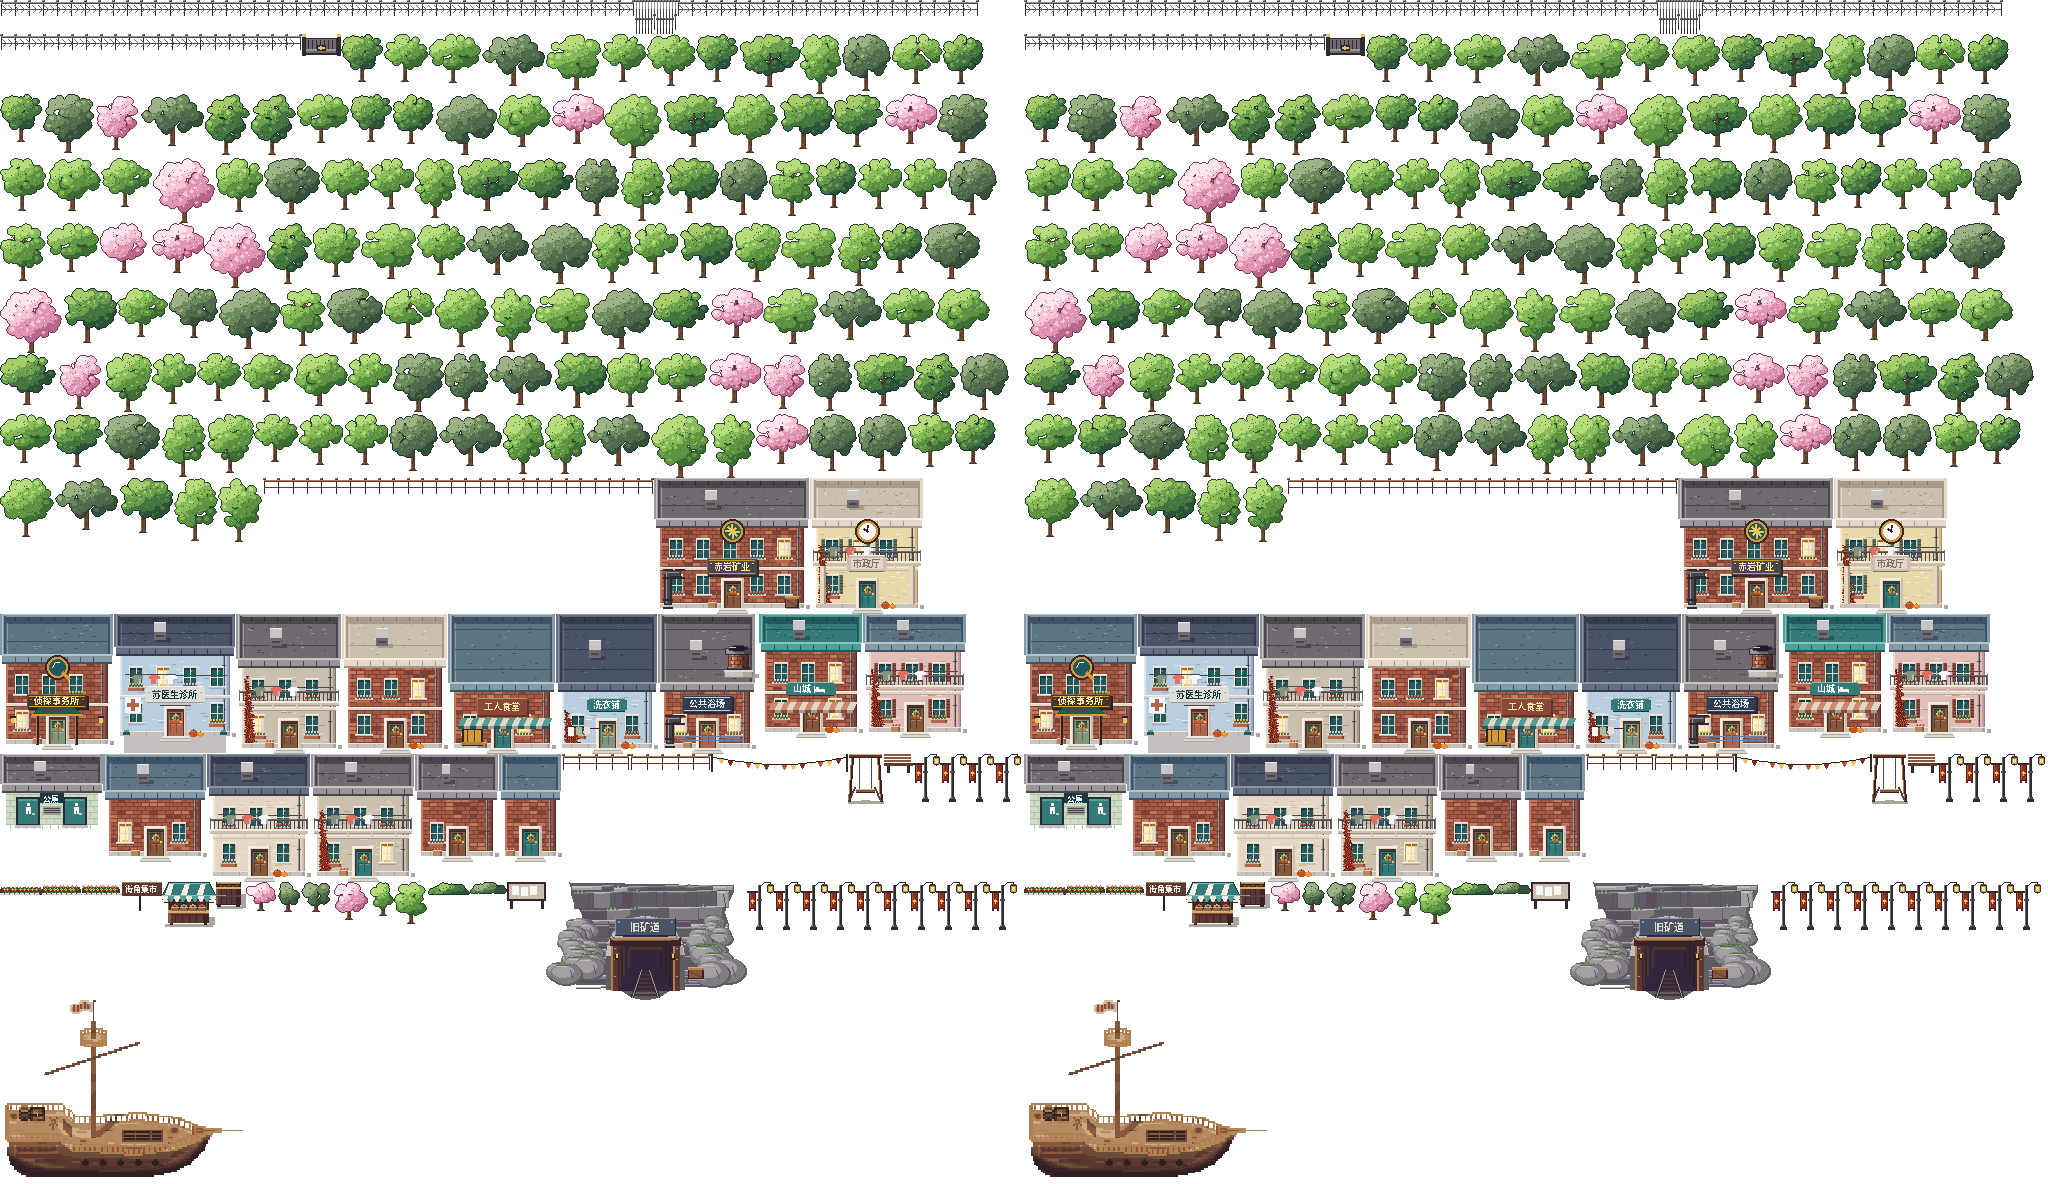 赤岩矿业
市政厅
赤岩矿业
市政厅
侦探事务所
苏医生诊所
工人食堂
洗衣铺
公共浴场
山城
侦探事务所
苏医生诊所
工人食堂
洗衣铺
公共浴场
山城
公厕
公厕
街角集市
旧矿道
街角集市
旧矿道